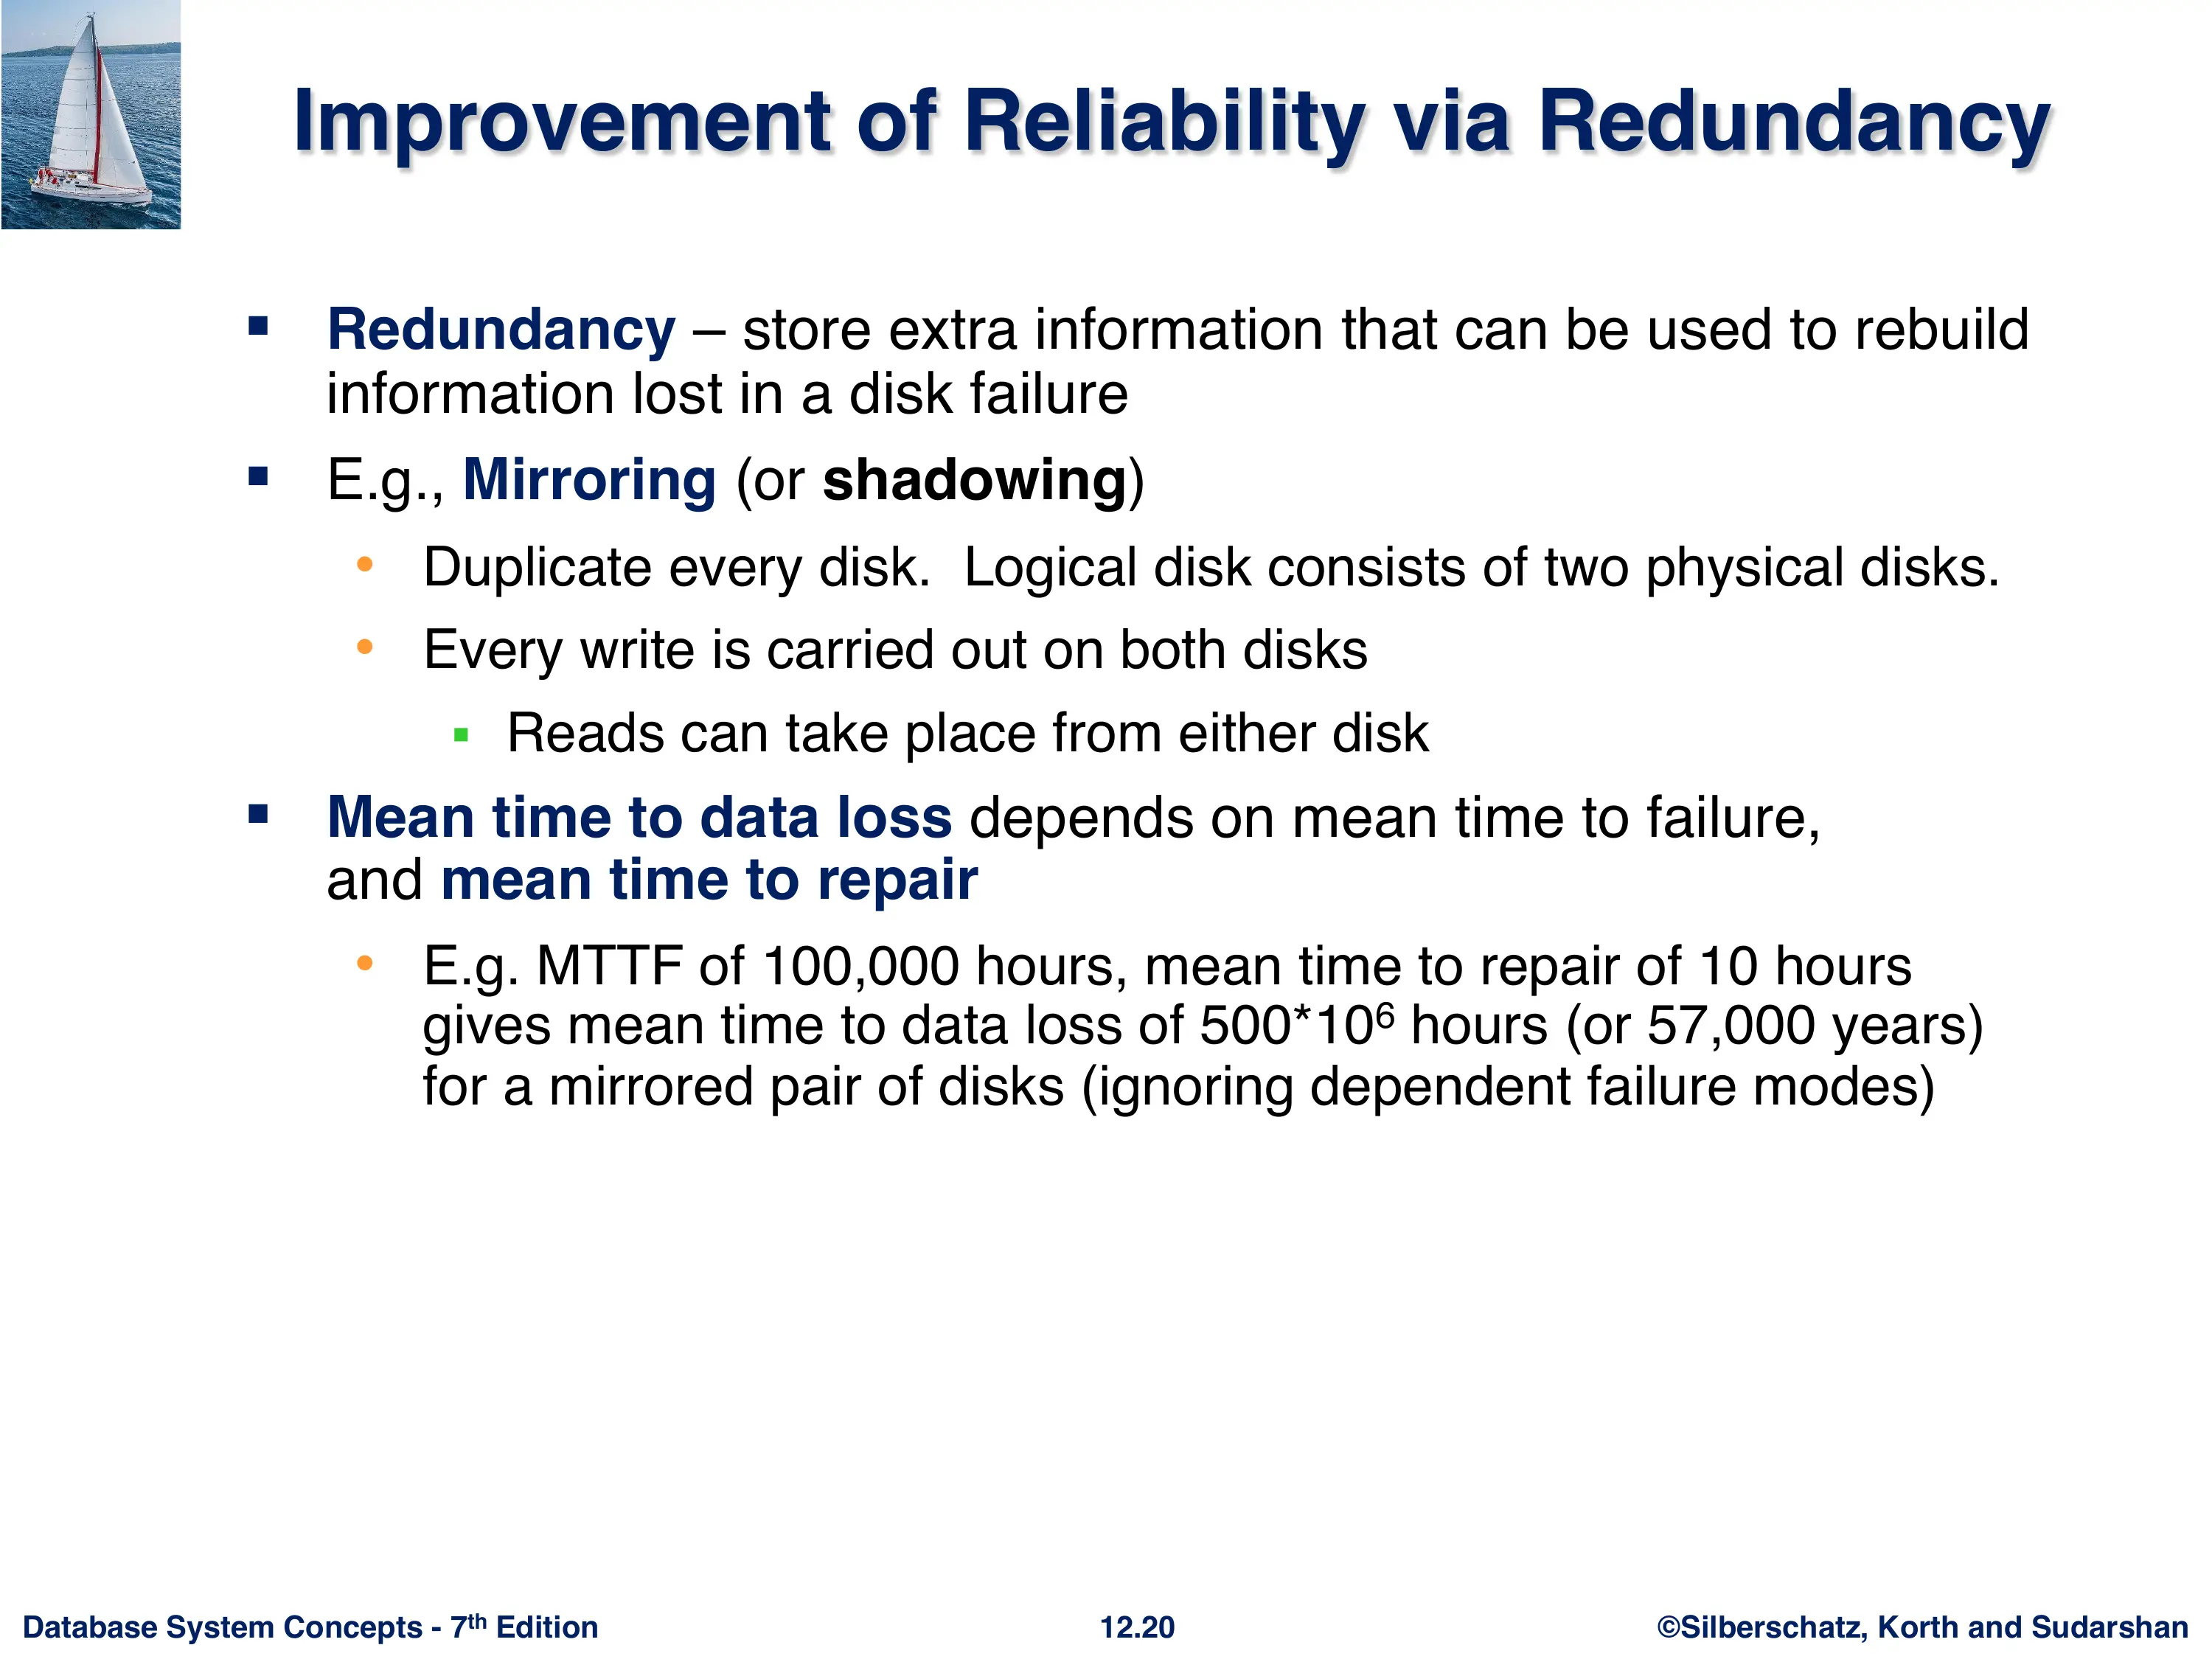 Improvement of Reliability via Redundancy
▪ Redundancy – store extra information that can be used to rebuild
information lost in a disk failure
▪ E.g., Mirroring (or shadowing)
• Duplicate every disk.  Logical disk consists of two physical disks.
• Every write is carried out on both disks
▪ Reads can take place from either disk
▪ Mean time to data loss depends on mean time to failure,
and mean time to repair
• E.g. MTTF of 100,000 hours, mean time to repair of 10 hours
gives mean time to data loss of 500*10⁶ hours (or 57,000 years)
for a mirrored pair of disks (ignoring dependent failure modes)
Database System Concepts - 7th Edition
12.20
©Silberschatz, Korth and Sudarshan